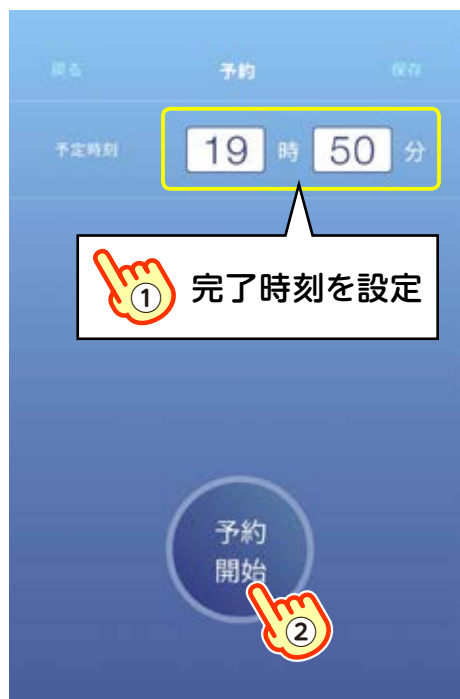 戻る 予約 保存
予定時刻 19 時 50 分
① 完了時刻を設定
予約
開始
②